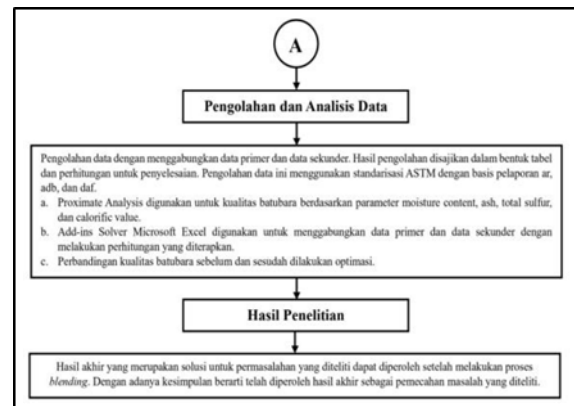 A
Pengolahan dan Analisis Data
Pengolahan data dengan menggabungkan data primer dan data sekunder. Hasil pengolahan disajikan dalam bentuk tabel
dan perhitungan untuk penyelesaian. Pengolahan data ini menggunakan standarisasi ASTM dengan basis pelaporan ar,
adb, dan daf.
a. Proximate Analysis digunakan untuk kualitas batubara berdasarkan parameter moisture content, ash, total sulfur,
dan calorific value.
b. Add-ins Solver Microsoft Excel digunakan untuk menggabungkan data primer dan data sekunder dengan
melakukan perhitungan yang diterapkan.
c. Perbandingan kualitas batubara sebelum dan sesudah dilakukan optimasi.
Hasil Penelitian
Hasil akhir yang merupakan solusi untuk permasalahan yang diteliti dapat diperoleh setelah melakukan proses
blending. Dengan adanya kesimpulan berarti telah diperoleh hasil akhir sebagai pemecahan masalah yang diteliti.